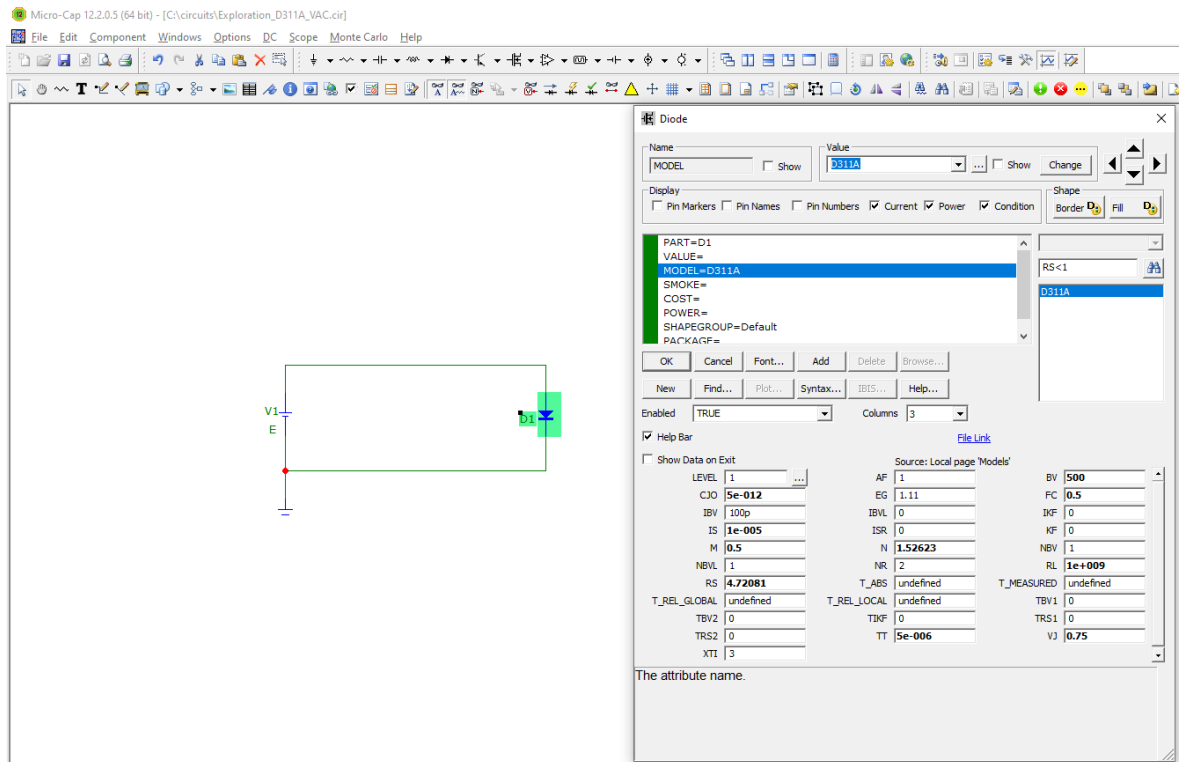 Micro-Cap 12.2.0.5 (64 bit) - [C:\circuits\Exploration_D311A_VAC.cir]
File Edit Component Windows Options DC Scope Monte Carlo Help
Diode
Name
MODEL Show
Value
D311A ... Show Change
Display
Pin Markers Pin Names Pin Numbers Current Power Condition
Shape
Border Fill
PART=D1
VALUE=
MODEL=D311A
SMOKE=
COST=
POWER=
SHAPEGROUP=Default
PACKAGE=
RS<1
D311A
OK Cancel Font... Add Delete Browse...
New Find... Plot... Syntax... IBIS... Help...
Enabled TRUE Columns 3
Help Bar File Link
Show Data on Exit Source: Local page 'Models'
LEVEL 1 ... AF 1 BV 500
CJO 5e-012 EG 1.11 FC 0.5
IBV 100p IBVL 0 IKF 0
IS 1e-005 ISR 0 KF 0
M 0.5 N 1.52623 NBV 1
NBVL 1 NR 2 RL 1e+009
RS 4.72081 T_ABS undefined T_MEASURED undefined
T_REL_GLOBAL undefined T_REL_LOCAL undefined TBV1 0
TBV2 0 TIKF 0 TRS1 0
TRS2 0 TT 5e-006 VJ 0.75
XTI 3
The attribute name.
V1
E
D1